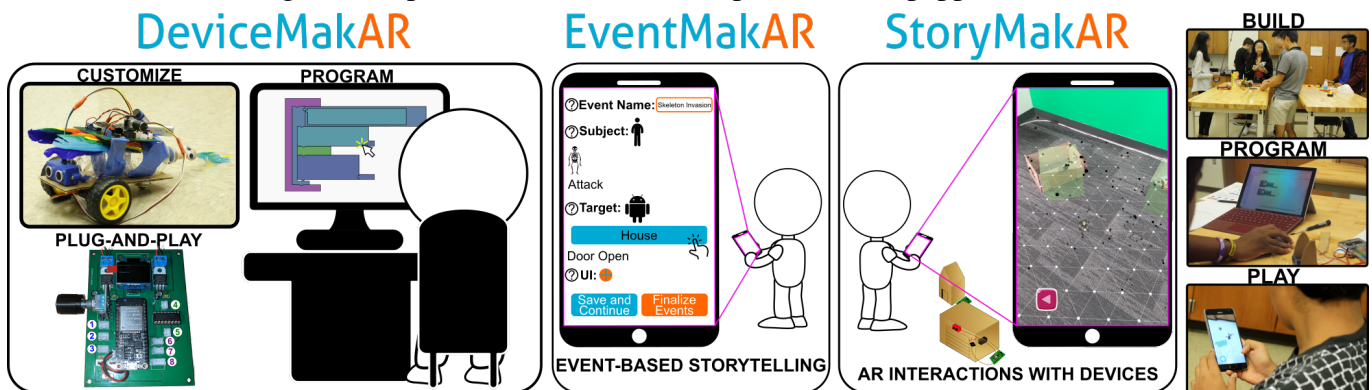 DeviceMakAR
CUSTOMIZE
PROGRAM
PLUG-AND-PLAY
1
2
3
4
5
6
7
8
EventMakAR
?Event Name: Skeleton Invasion
?Subject:
Attack
?Target:
House
Door Open
?UI: +
Save and
Continue
Finalize
Events
EVENT-BASED STORYTELLING
StoryMakAR
AR INTERACTIONS WITH DEVICES
BUILD
PROGRAM
PLAY